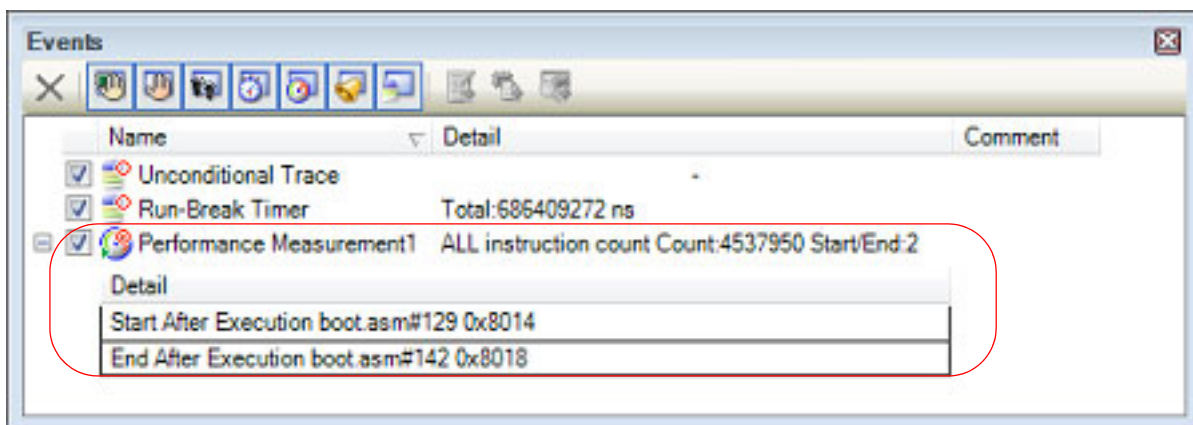 Events
Name Detail Comment
Unconditional Trace -
Run-Break Timer Total:686409272 ns
Performance Measurement1 ALL instruction count Count:4537950 Start/End:2
Detail
Start After Execution boot.asm#129 0x8014
End After Execution boot.asm#142 0x8018